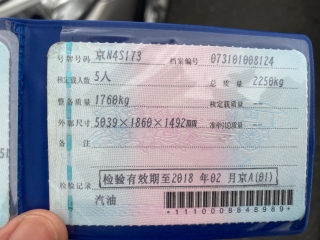 号牌号码 京N4S173 档案编号 073101008124
核定载人数 5人 总质量 2250kg
整备质量 1760kg 核定载质量 --
外廓尺寸 5039×1860×1492mm 准牵引总质量 --
备注
检验记录 检验有效期至2018年02月京A(01)
汽油
*1110008948989*